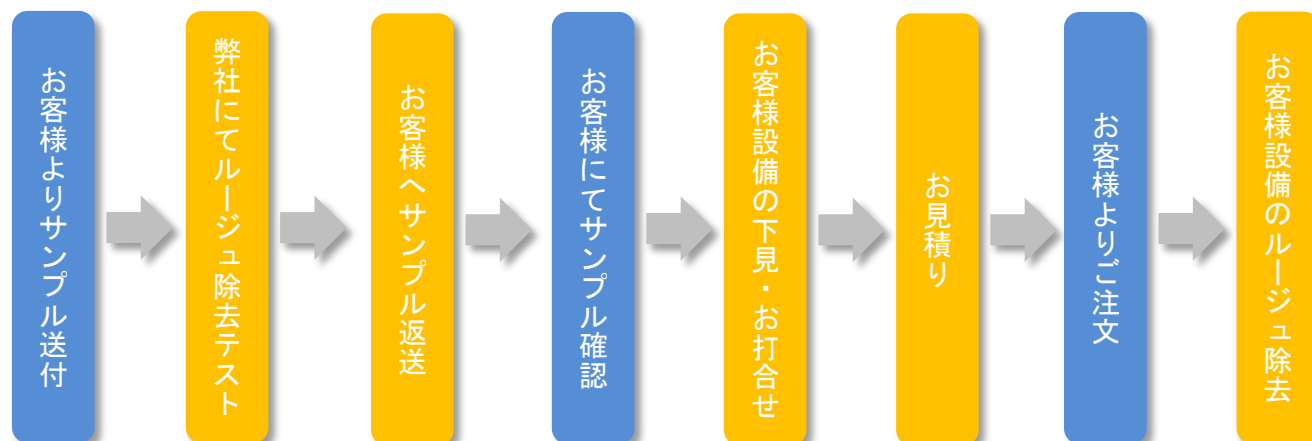 お客様よりサンプル送付
弊社にてルージュ除去テスト
お客様へサンプル返送
お客様にてサンプル確認
お客様設備の下見・お打合せ
お見積り
お客様よりご注文
お客様設備のルージュ除去